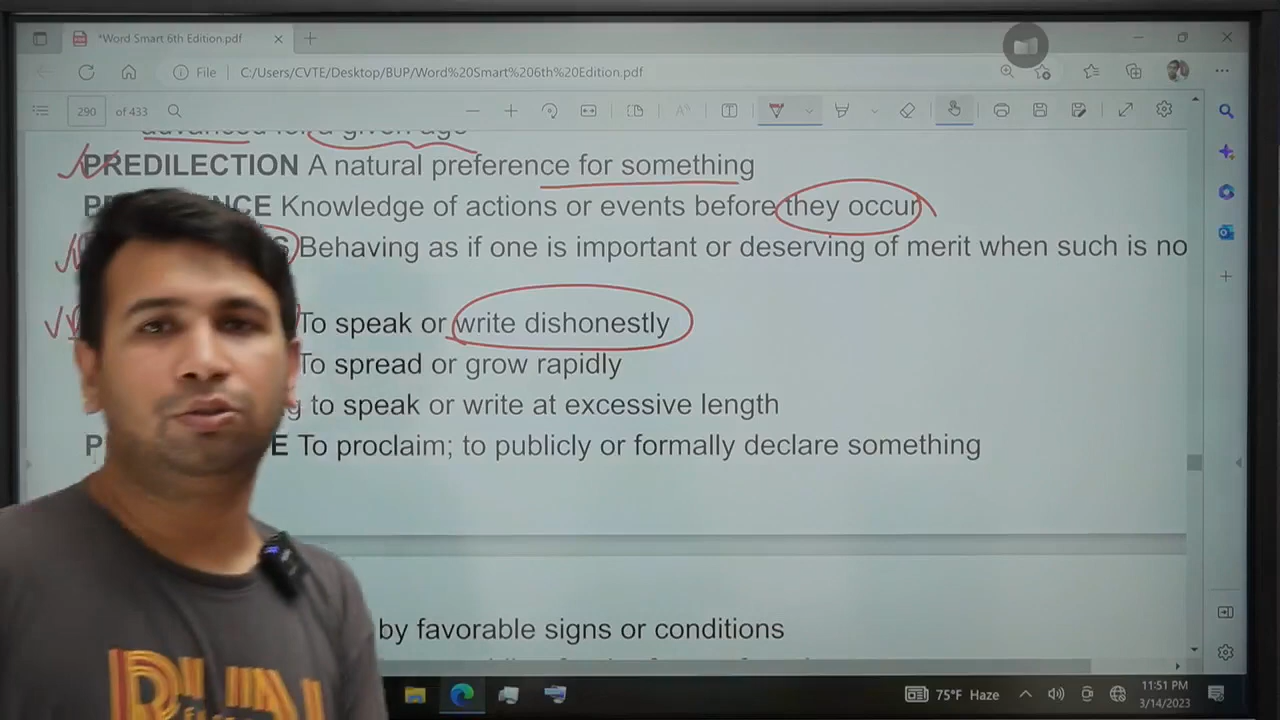 *Word Smart 6th Edition.pdf
File C:/Users/CVTE/Desktop/BUP/Word%20Smart%206th%20Edition.pdf
290 of 433
advanced for a given age
PREDILECTION A natural preference for something
Knowledge of actions or events before they occur
Behaving as if one is important or deserving of merit when such is no
To speak or write dishonestly
To spread or grow rapidly
to speak or write at excessive length
To proclaim; to publicly or formally declare something
by favorable signs or conditions
75°F Haze
11:51 PM
3/14/2023